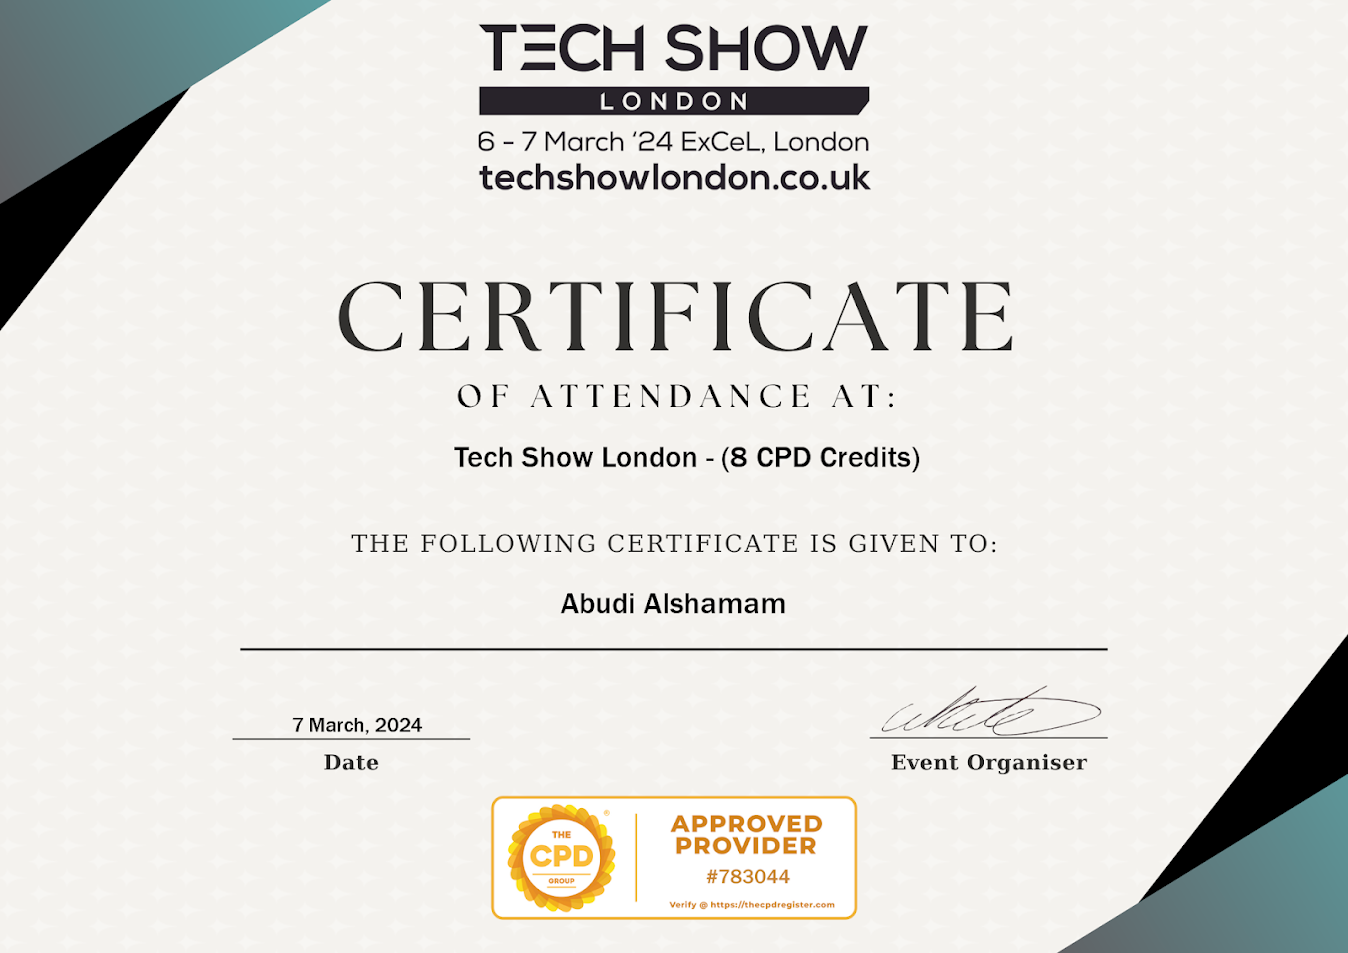 TECH SHOW
LONDON
6 - 7 March ‘24 ExCeL, London
techshowlondon.co.uk
CERTIFICATE
OF ATTENDANCE AT:
Tech Show London - (8 CPD Credits)
THE FOLLOWING CERTIFICATE IS GIVEN TO:
Abudi Alshamam
7 March, 2024
Date
Event Organiser
THE
CPD
GROUP
®
APPROVED
PROVIDER
#783044
Verify @ https://thecpdregister.com